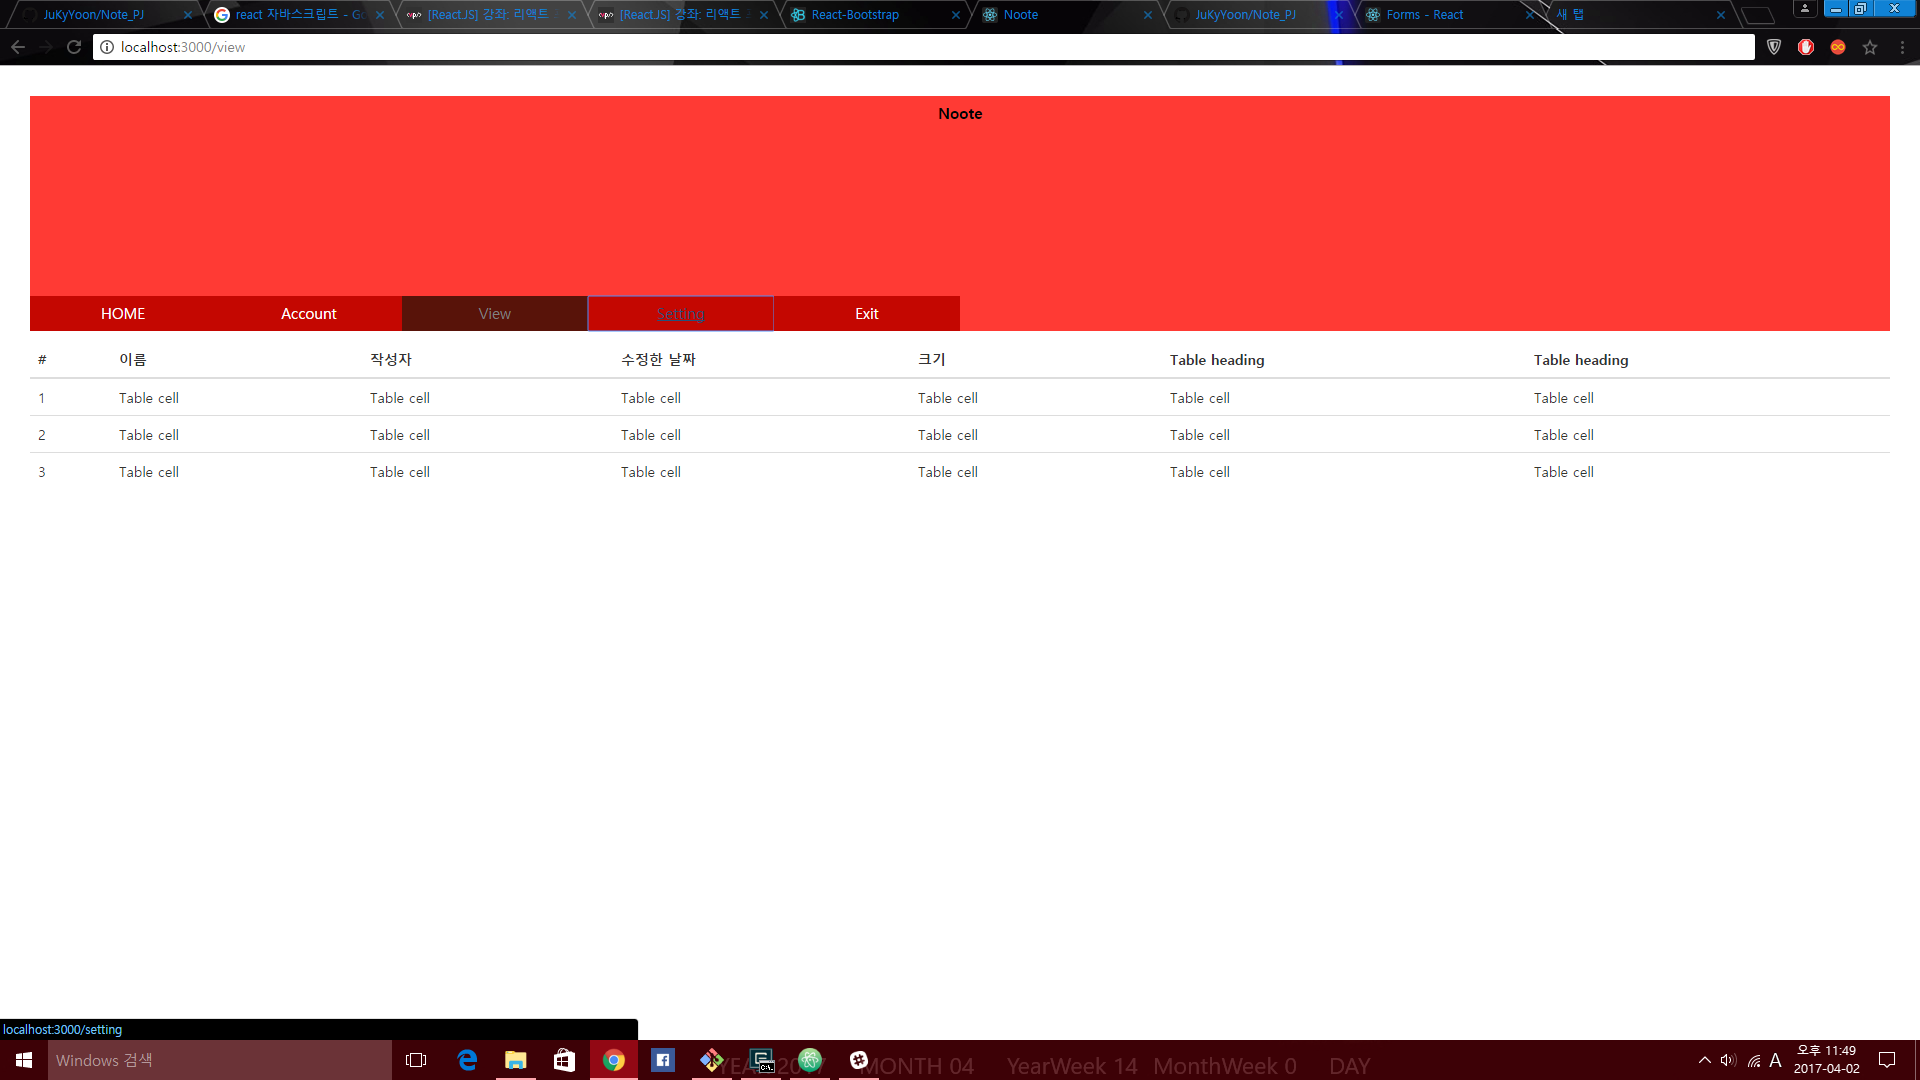 JuKyYoon/Note_PJ
react 자바스크립트 - Go
[ReactJS] 강좌: 리액트
[ReactJS] 강좌: 리액트
React-Bootstrap
Noote
JuKyYoon/Note_PJ
Forms - React
새 탭
localhost:3000/view
Noote
HOME Account View Setting Exit
# 이름 작성자 수정한 날짜 크기 Table heading Table heading
1 Table cell Table cell Table cell Table cell Table cell Table cell
2 Table cell Table cell Table cell Table cell Table cell Table cell
3 Table cell Table cell Table cell Table cell Table cell Table cell
localhost:3000/setting
Windows 검색
MONTH 04 YearWeek 14 MonthWeek 0 DAY
A
오후 11:49
2017-04-02